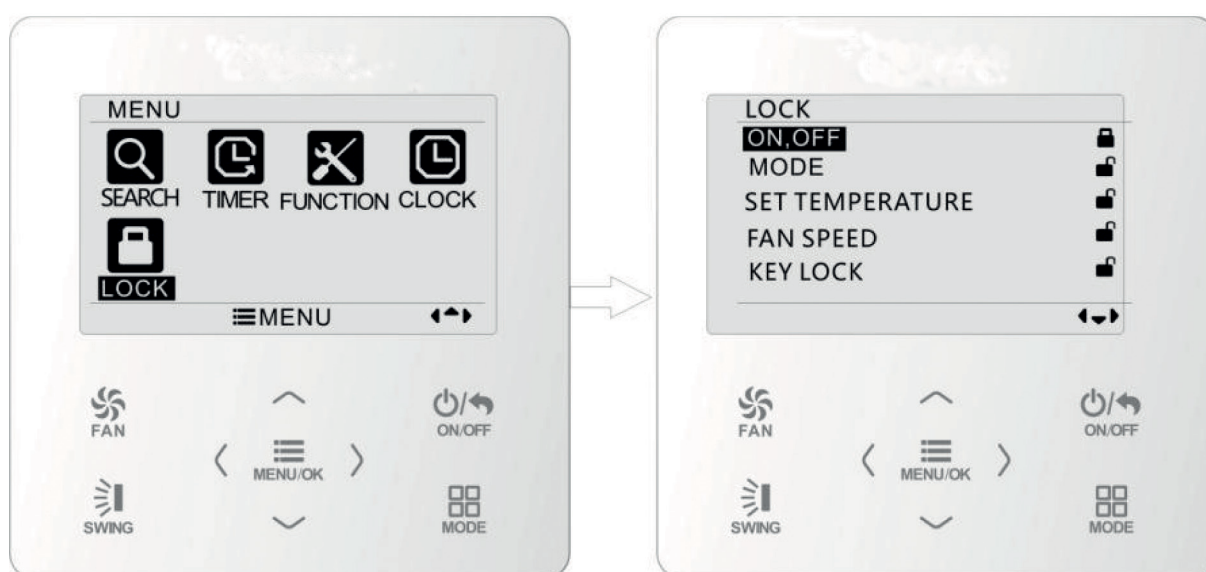 MENU
SEARCH TIMER FUNCTION CLOCK
LOCK
MENU
FAN
ON/OFF
MENU/OK
SWING
MODE
LOCK
ON,OFF
MODE
SET TEMPERATURE
FAN SPEED
KEY LOCK
FAN
ON/OFF
MENU/OK
SWING
MODE